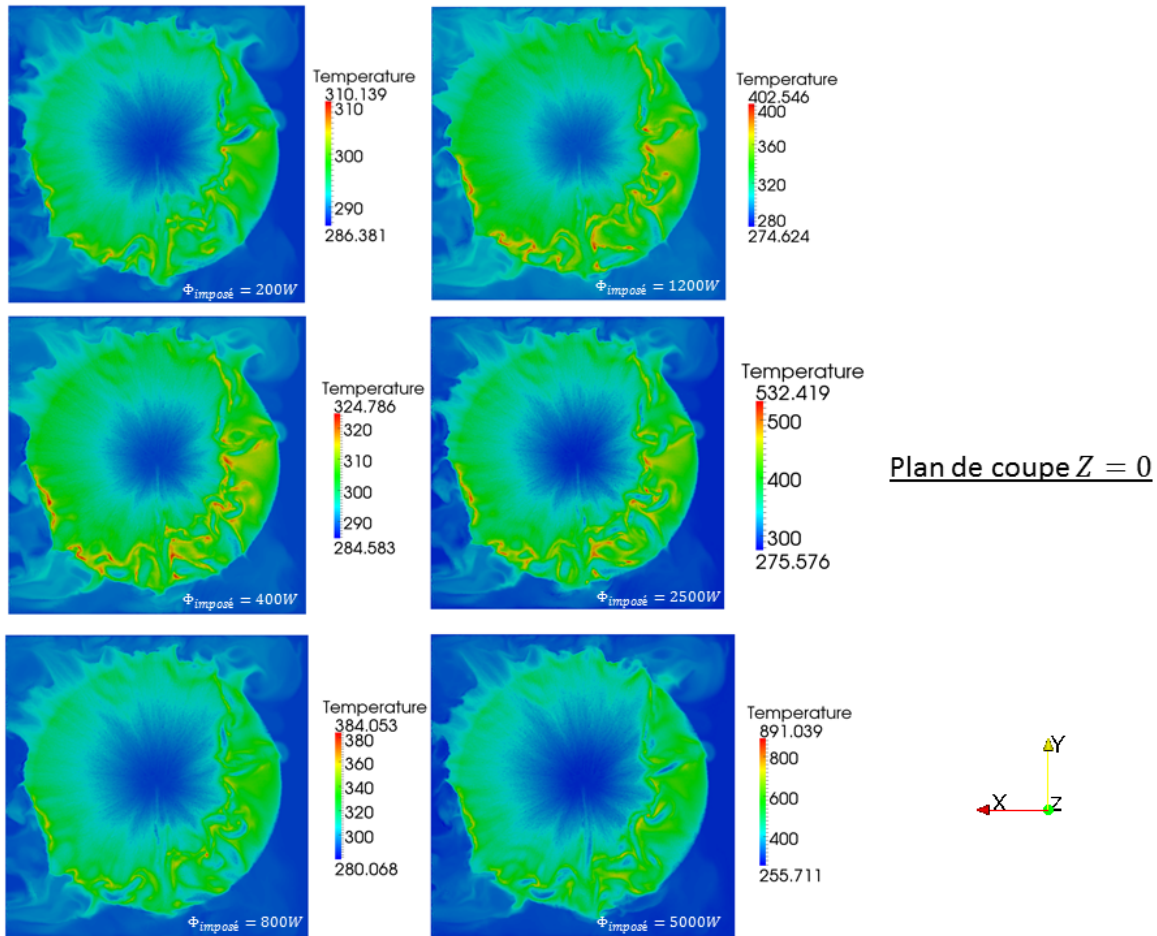 Temperature
310.139
310
300
290
286.381
Φimposé = 200W
Temperature
402.546
400
360
320
280
274.624
Φimposé = 1200W
Temperature
324.786
320
310
300
290
284.583
Φimposé = 400W
Temperature
532.419
500
400
300
275.576
Φimposé = 2500W
Plan de coupe Z = 0
Temperature
384.053
380
360
340
320
300
280.068
Φimposé = 800W
Temperature
891.039
800
600
400
255.711
Φimposé = 5000W
Y
X
Z